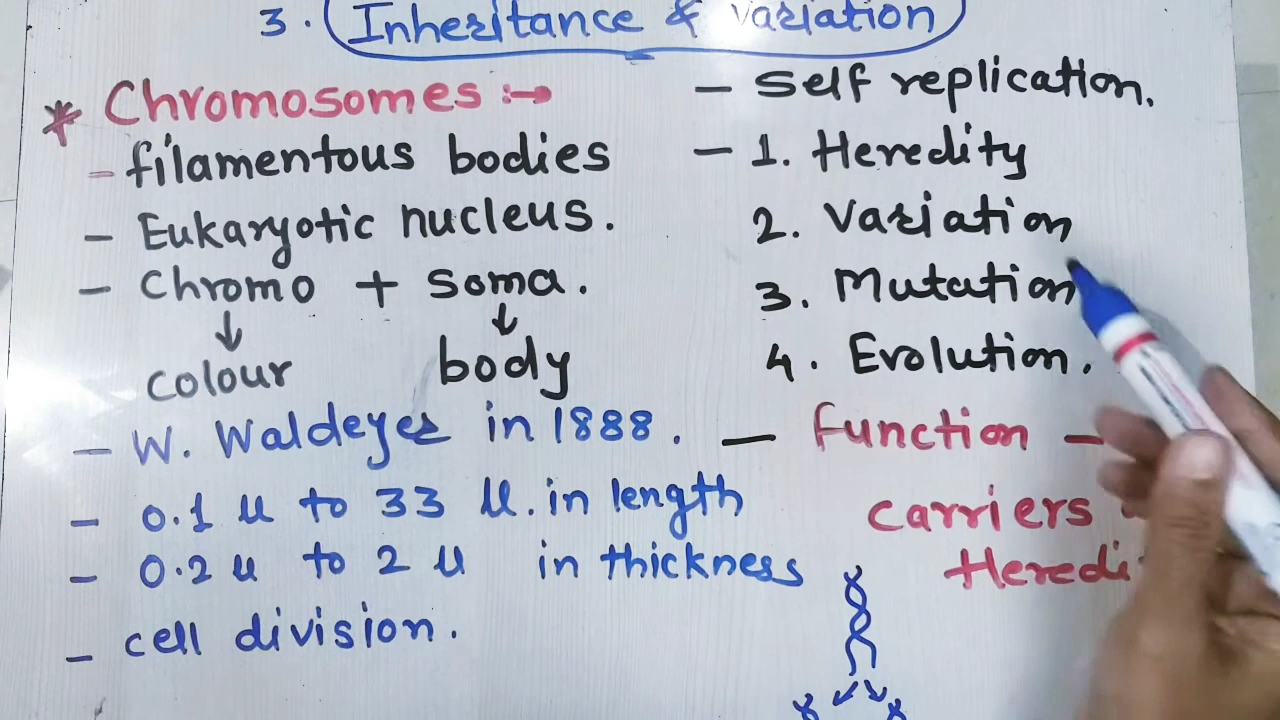 3. Inheritance & Variation
* Chromosomes :→
- filamentous bodies
- Eukaryotic nucleus.
- Chromo + Soma.
↓ ↓
colour body
- W. Waldeyer in 1888.
- 0.1 µ to 33 µ. in length
- 0.2 µ to 2 µ in thickness
- cell division.
- Self replication.
- 1. Heredity
2. Variation
3. Mutation
4. Evolution.
- Function -
Carriers